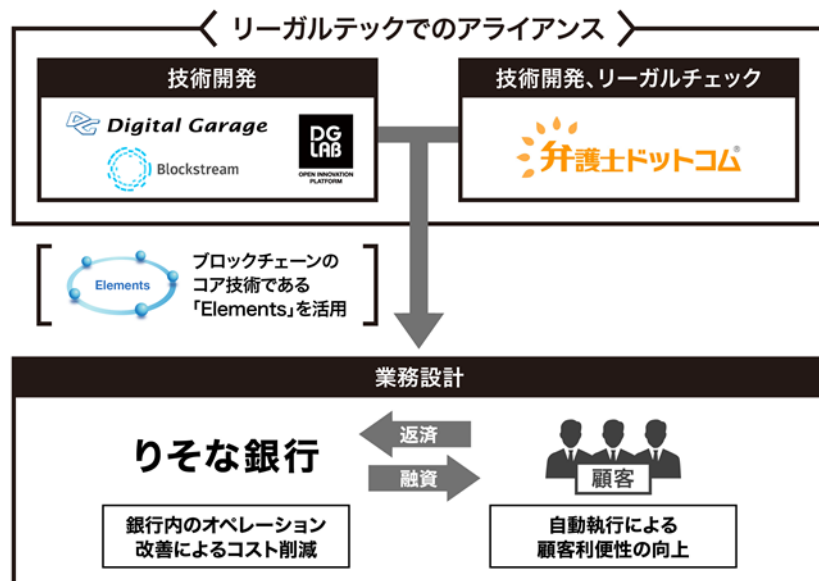 リーガルテックでのアライアンス
技術開発
Digital Garage
Blockstream
DG
LAB
OPEN INNOVATION
PLATFORM
技術開発、リーガルチェック
弁護士ドットコム®
Elements
ブロックチェーンの
コア技術である
「Elements」を活用
業務設計
りそな銀行
返済
融資
顧客
銀行内のオペレーション
改善によるコスト削減
自動執行による
顧客利便性の向上